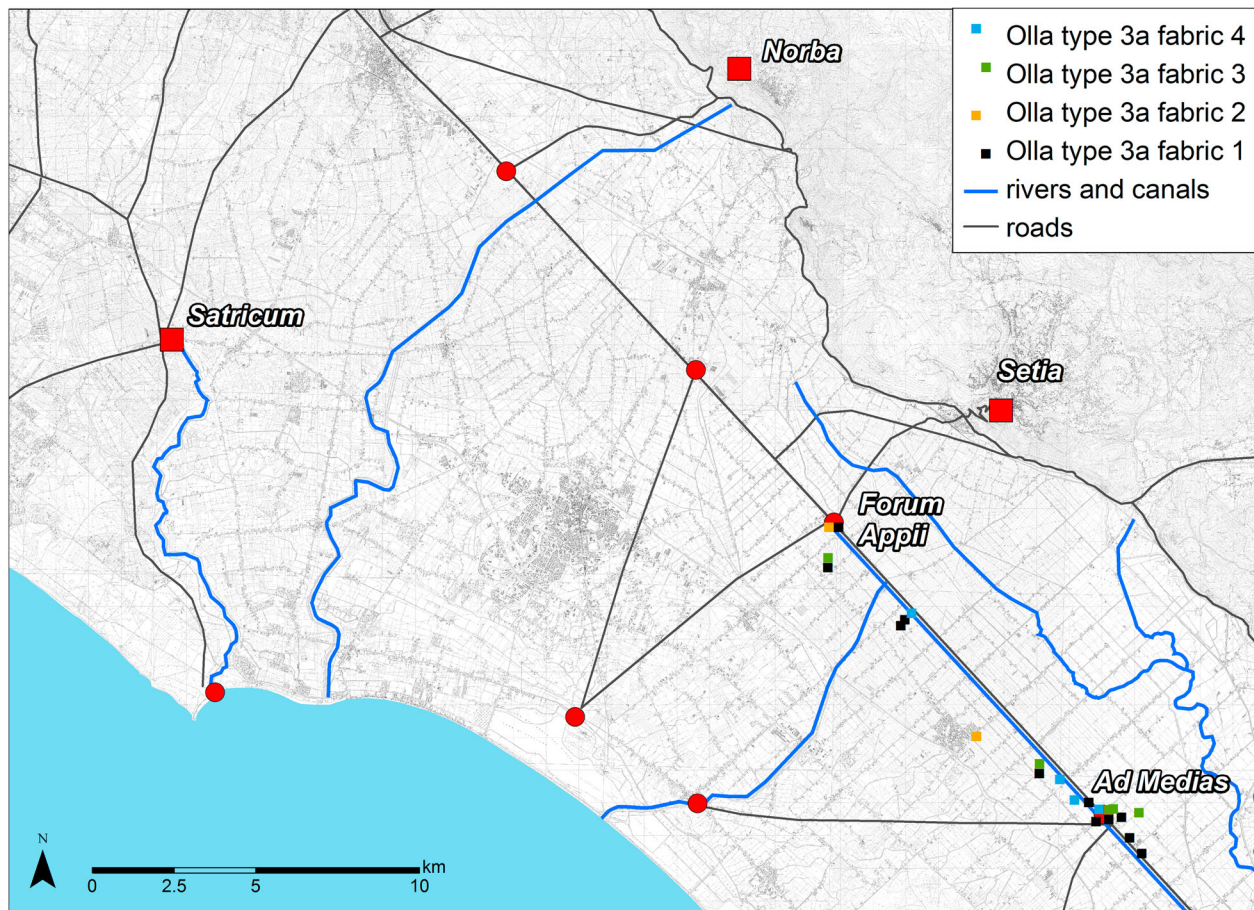 Norba
Olla type 3a fabric 4
Olla type 3a fabric 3
Olla type 3a fabric 2
Olla type 3a fabric 1
rivers and canals
roads
Satricum
Setia
Forum
Appii
Ad Medias
N
km
0 2.5 5 10